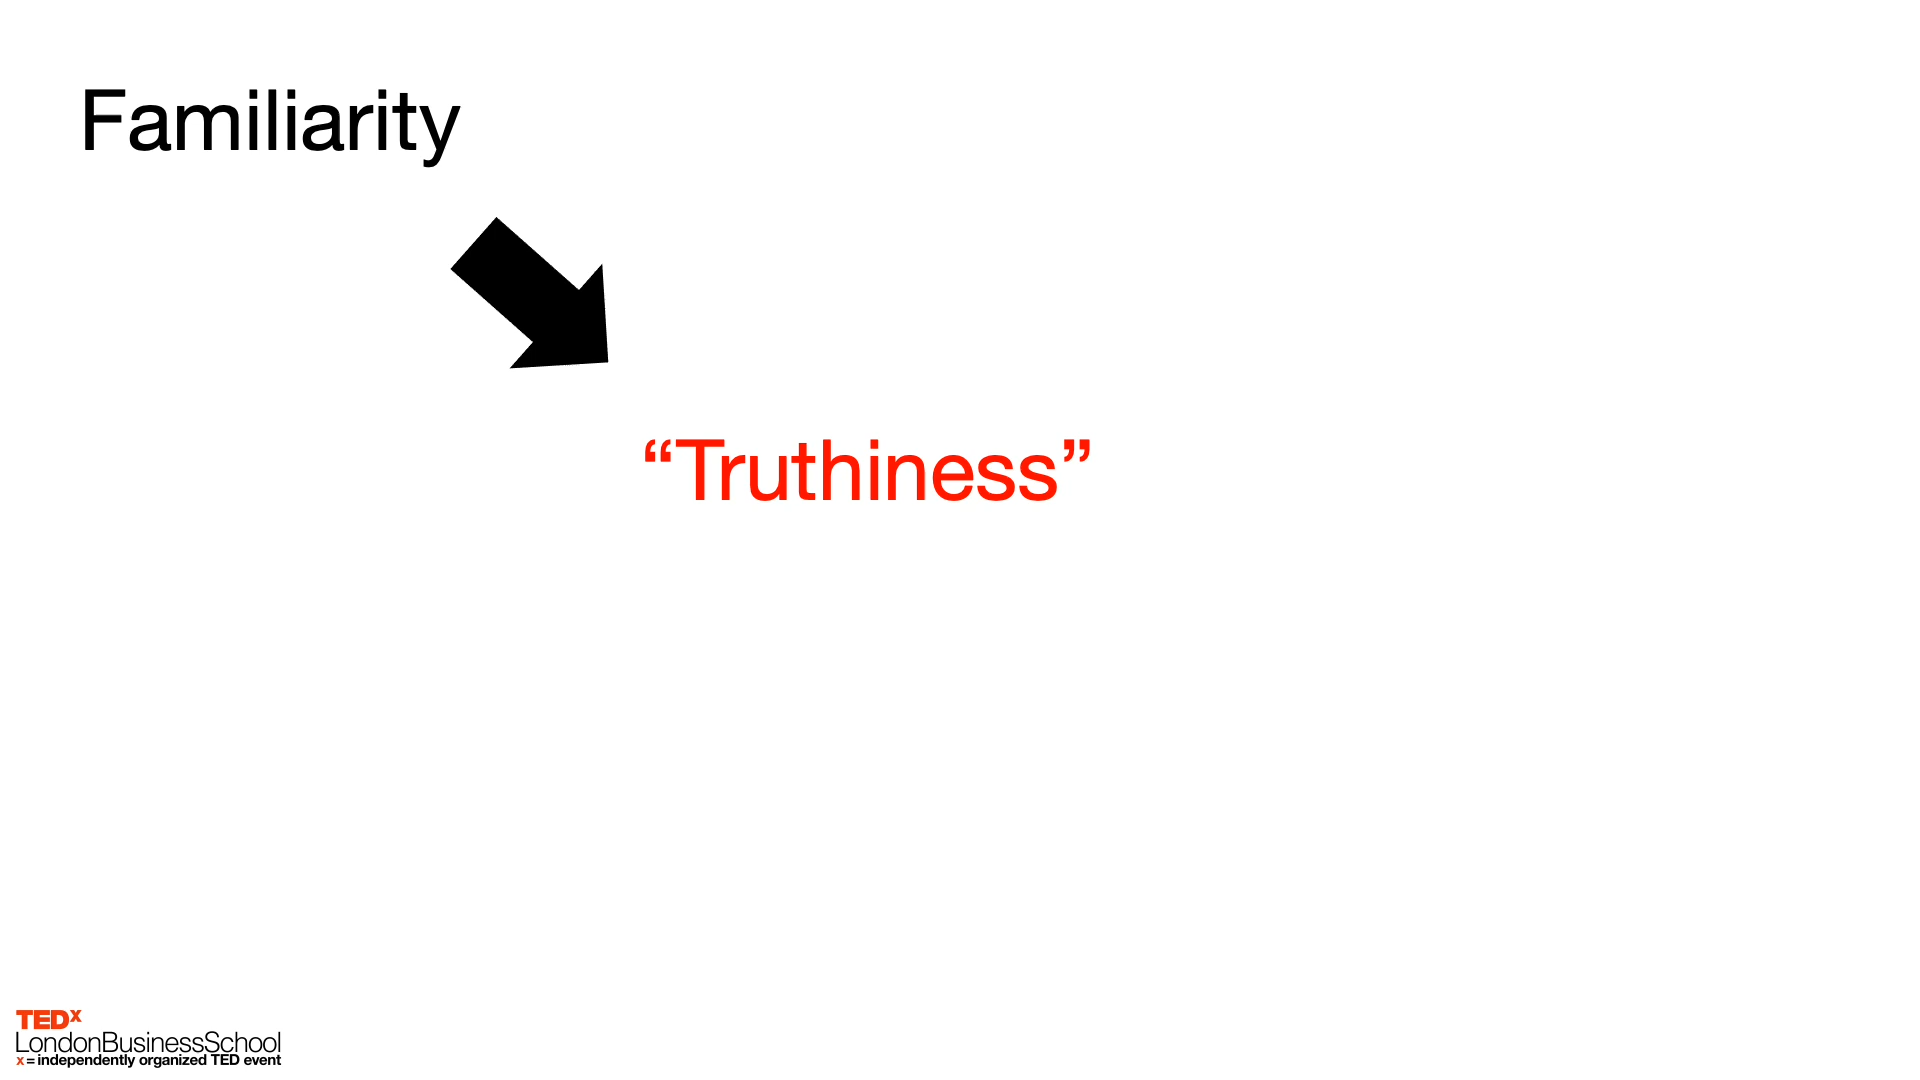 Familiarity
“Truthiness”
TEDx
LondonBusinessSchool
x = independently organized TED event